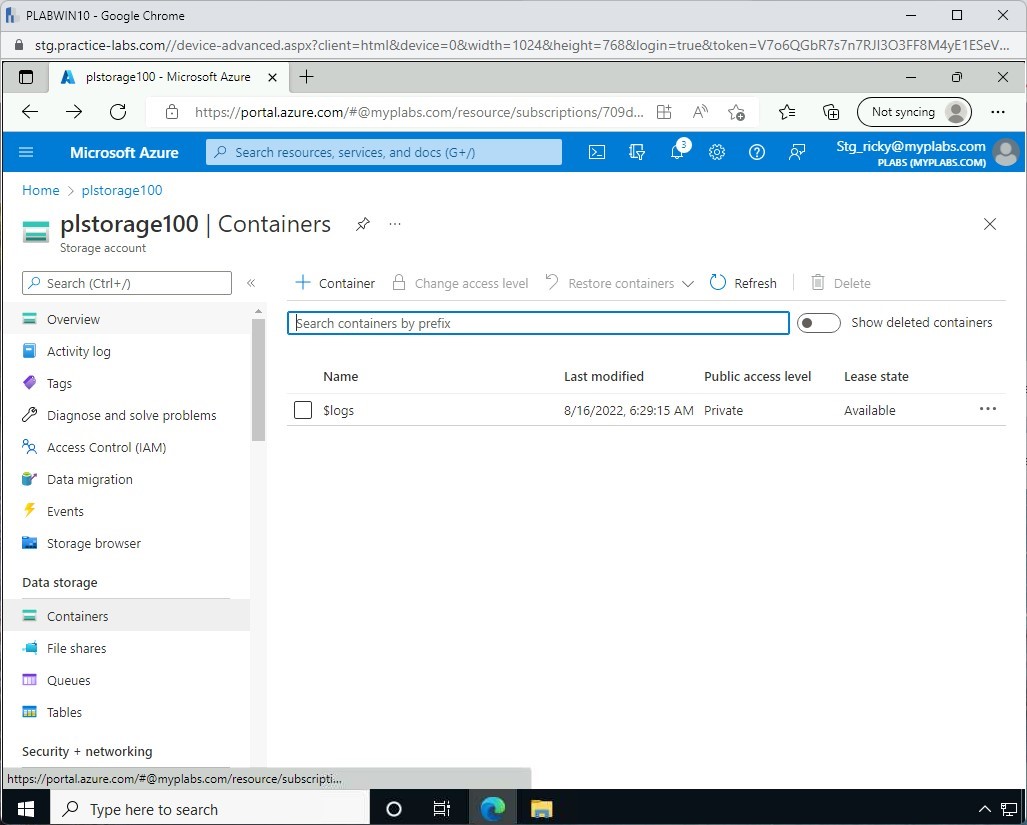 PLABWIN10 - Google Chrome
stg.practice-labs.com//device-advanced.aspx?client=html&device=0&width=1024&height=768&login=true&token=V7o6QGbR7s7n7RJI3O3FF8M4yE1ESeV...
plstorage100 - Microsoft Azure
https://portal.azure.com/#@myplabs.com/resource/subscriptions/709d...
Not syncing
Microsoft Azure
Search resources, services, and docs (G+/)
3
Stg_ricky@myplabs.com
PLABS (MYPLABS.COM)
Home > plstorage100
plstorage100 | Containers
Storage account
Search (Ctrl+/)
Container
Change access level
Restore containers
Refresh
Delete
Search containers by prefix
Show deleted containers
Name Last modified Public access level Lease state
$logs 8/16/2022, 6:29:15 AM Private Available
Overview
Activity log
Tags
Diagnose and solve problems
Access Control (IAM)
Data migration
Events
Storage browser
Data storage
Containers
File shares
Queues
Tables
Security + networking
https://portal.azure.com/#@myplabs.com/resource/subscripti...
Type here to search